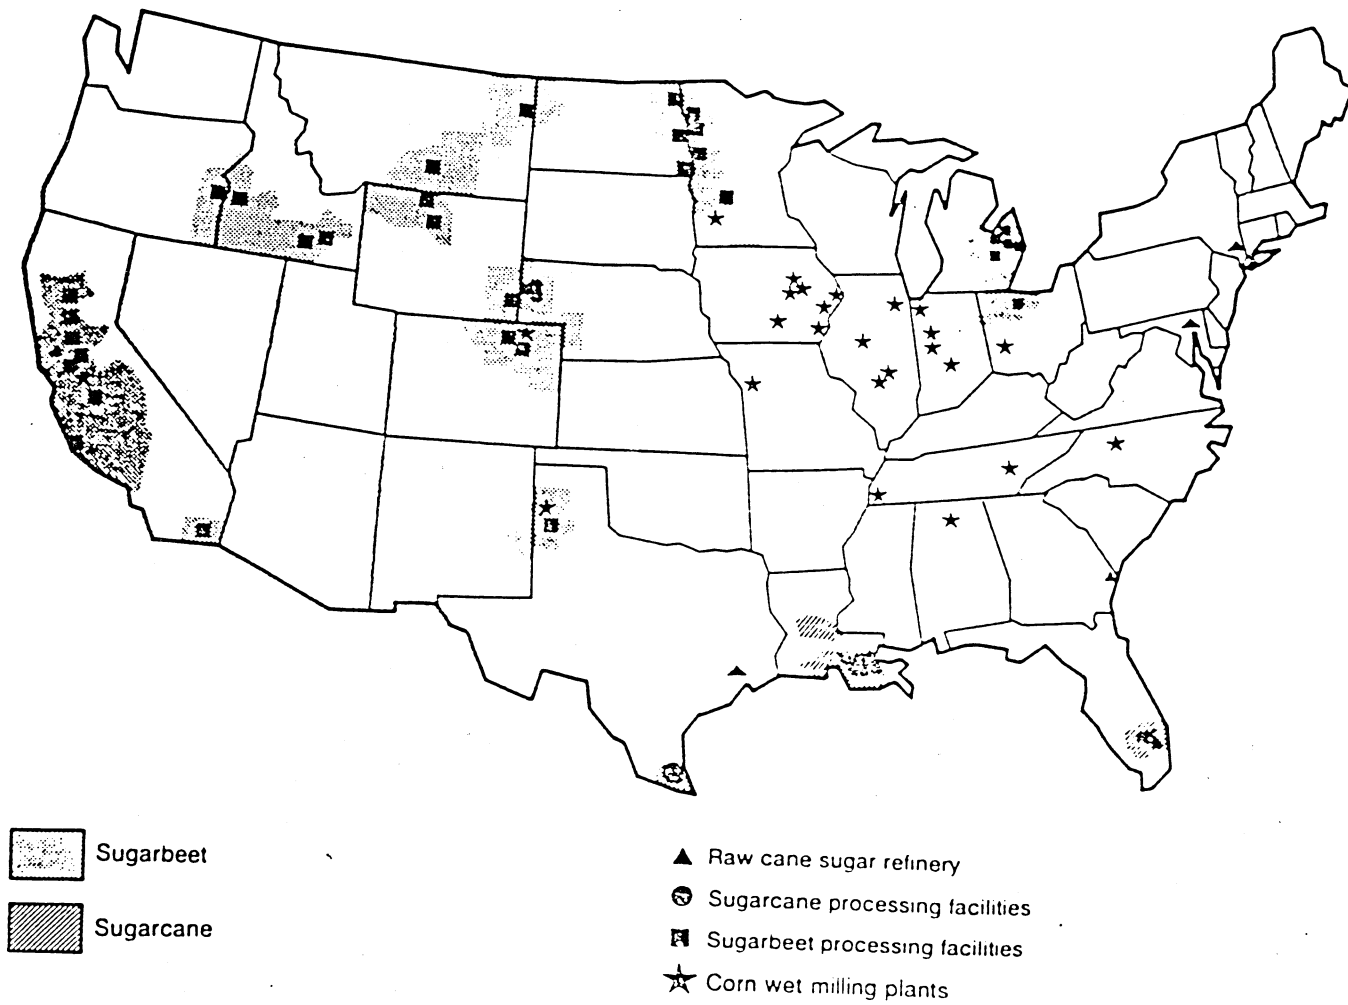 Sugarbeet
Sugarcane
Raw cane sugar refinery
Sugarcane processing facilities
Sugarbeet processing facilities
Corn wet milling plants